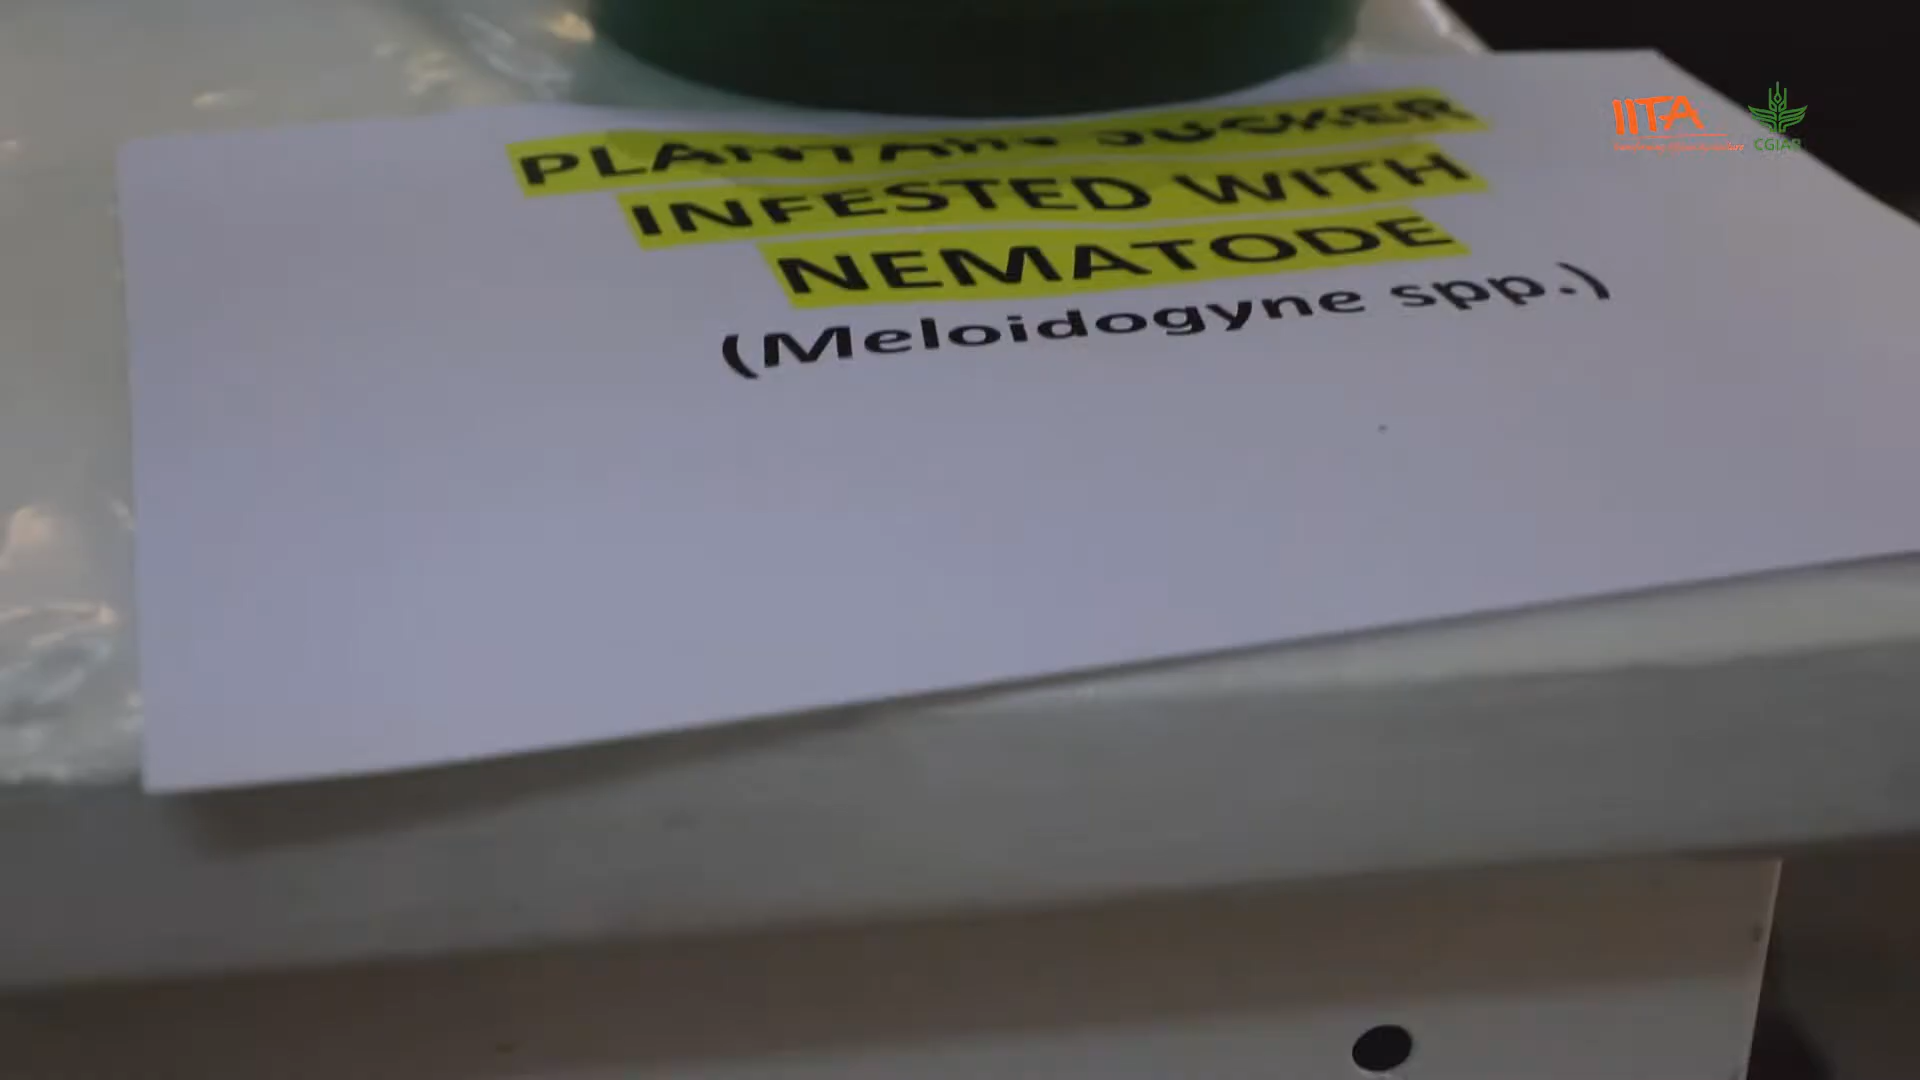 PLANTAIN SUCKER
INFESTED WITH
NEMATODE
(Meloidogyne spp.)
IITA
CGIAR